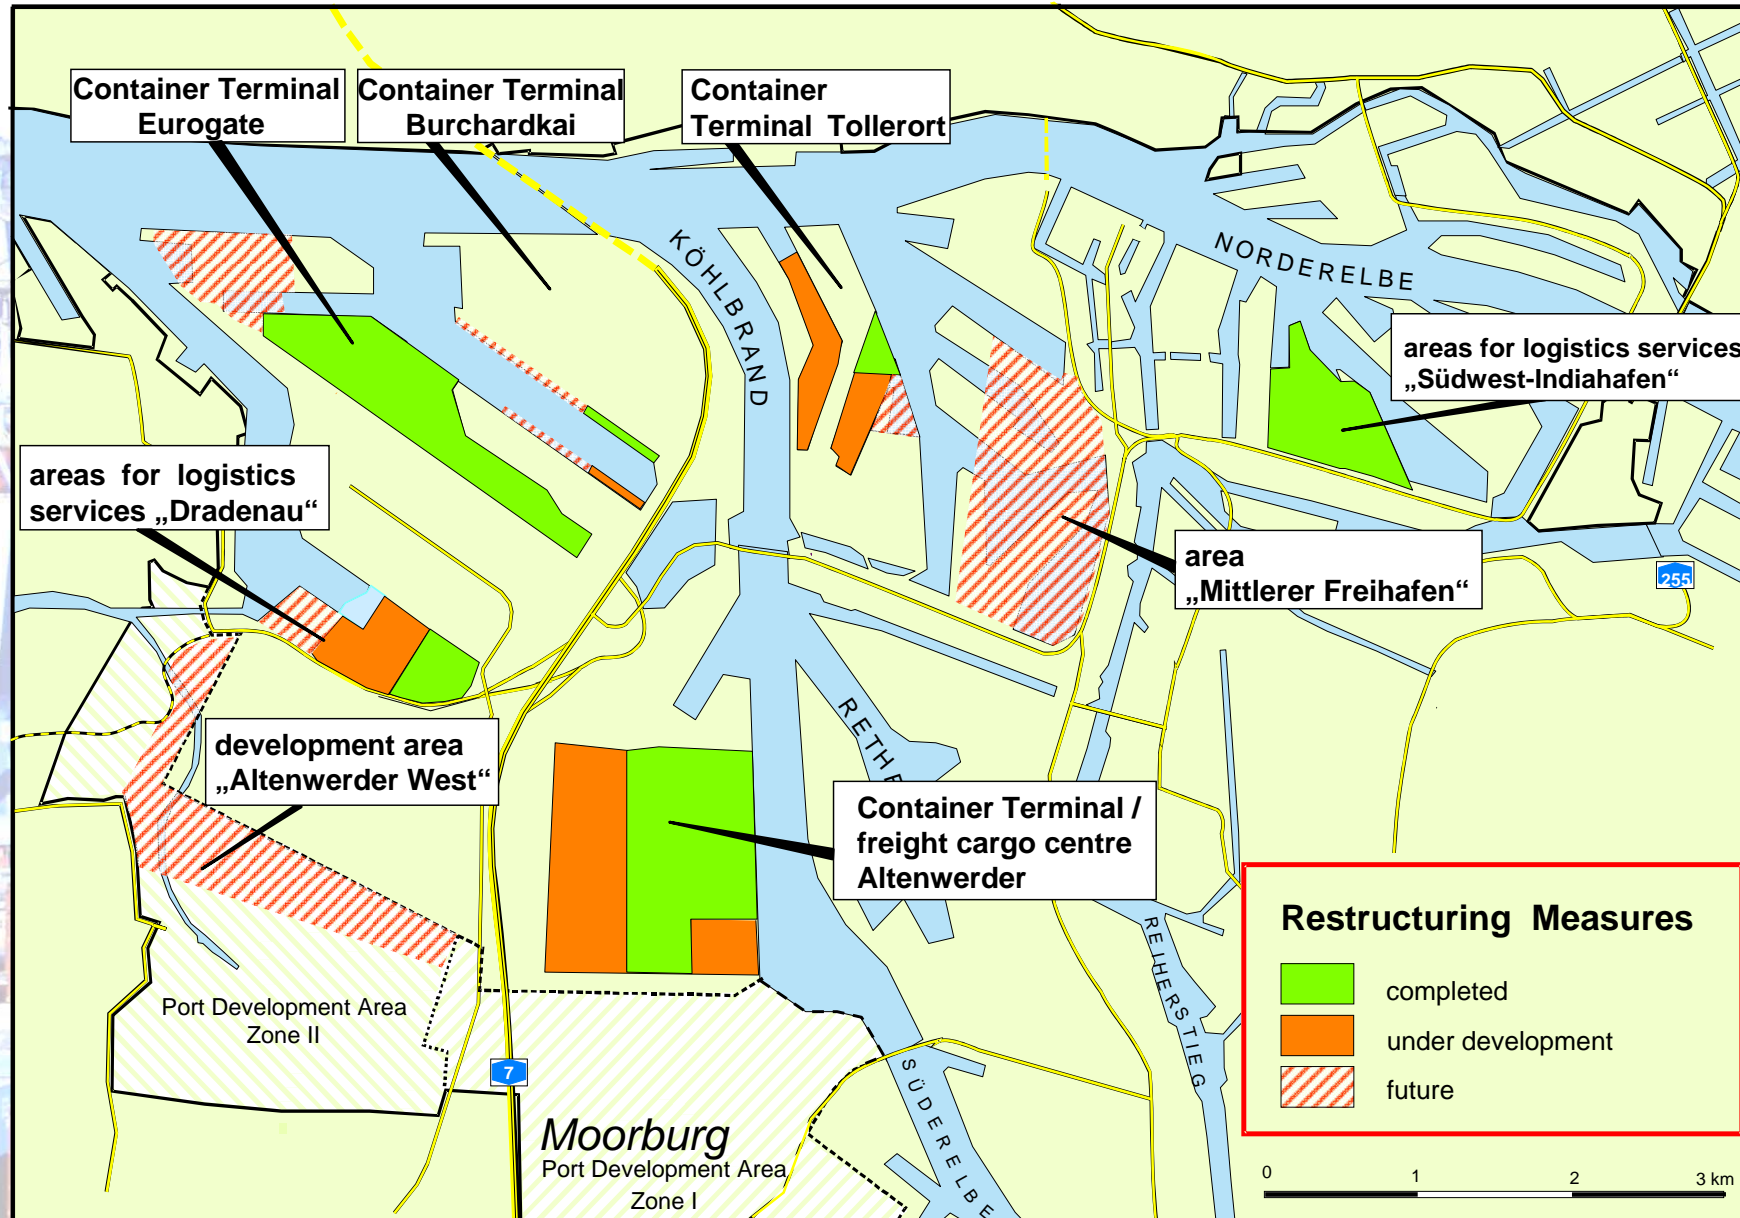 Container Terminal
Eurogate
Container Terminal
Burchardkai
Container
Terminal Tollerort
KÖHLBRAND
NORDERELBE
areas for logistics services
„Südwest-Indiahafen“
areas for logistics
services „Dradenau“
area
„Mittlerer Freihafen“
255
development area
„Altenwerder West“
RETHE
Container Terminal /
freight cargo centre
Altenwerder
Restructuring Measures
completed
under development
future
REIHERSTIEG
Port Development Area
Zone II
7
SÜDERELBE
Moorburg
Port Development Area
Zone I
0 1 2 3 km